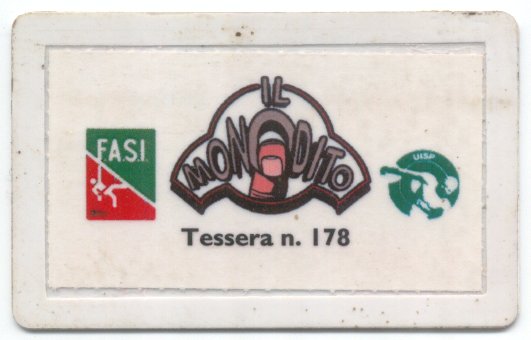 IL
MONODITO
F.A.S.I.
UISP
Tessera n. 178